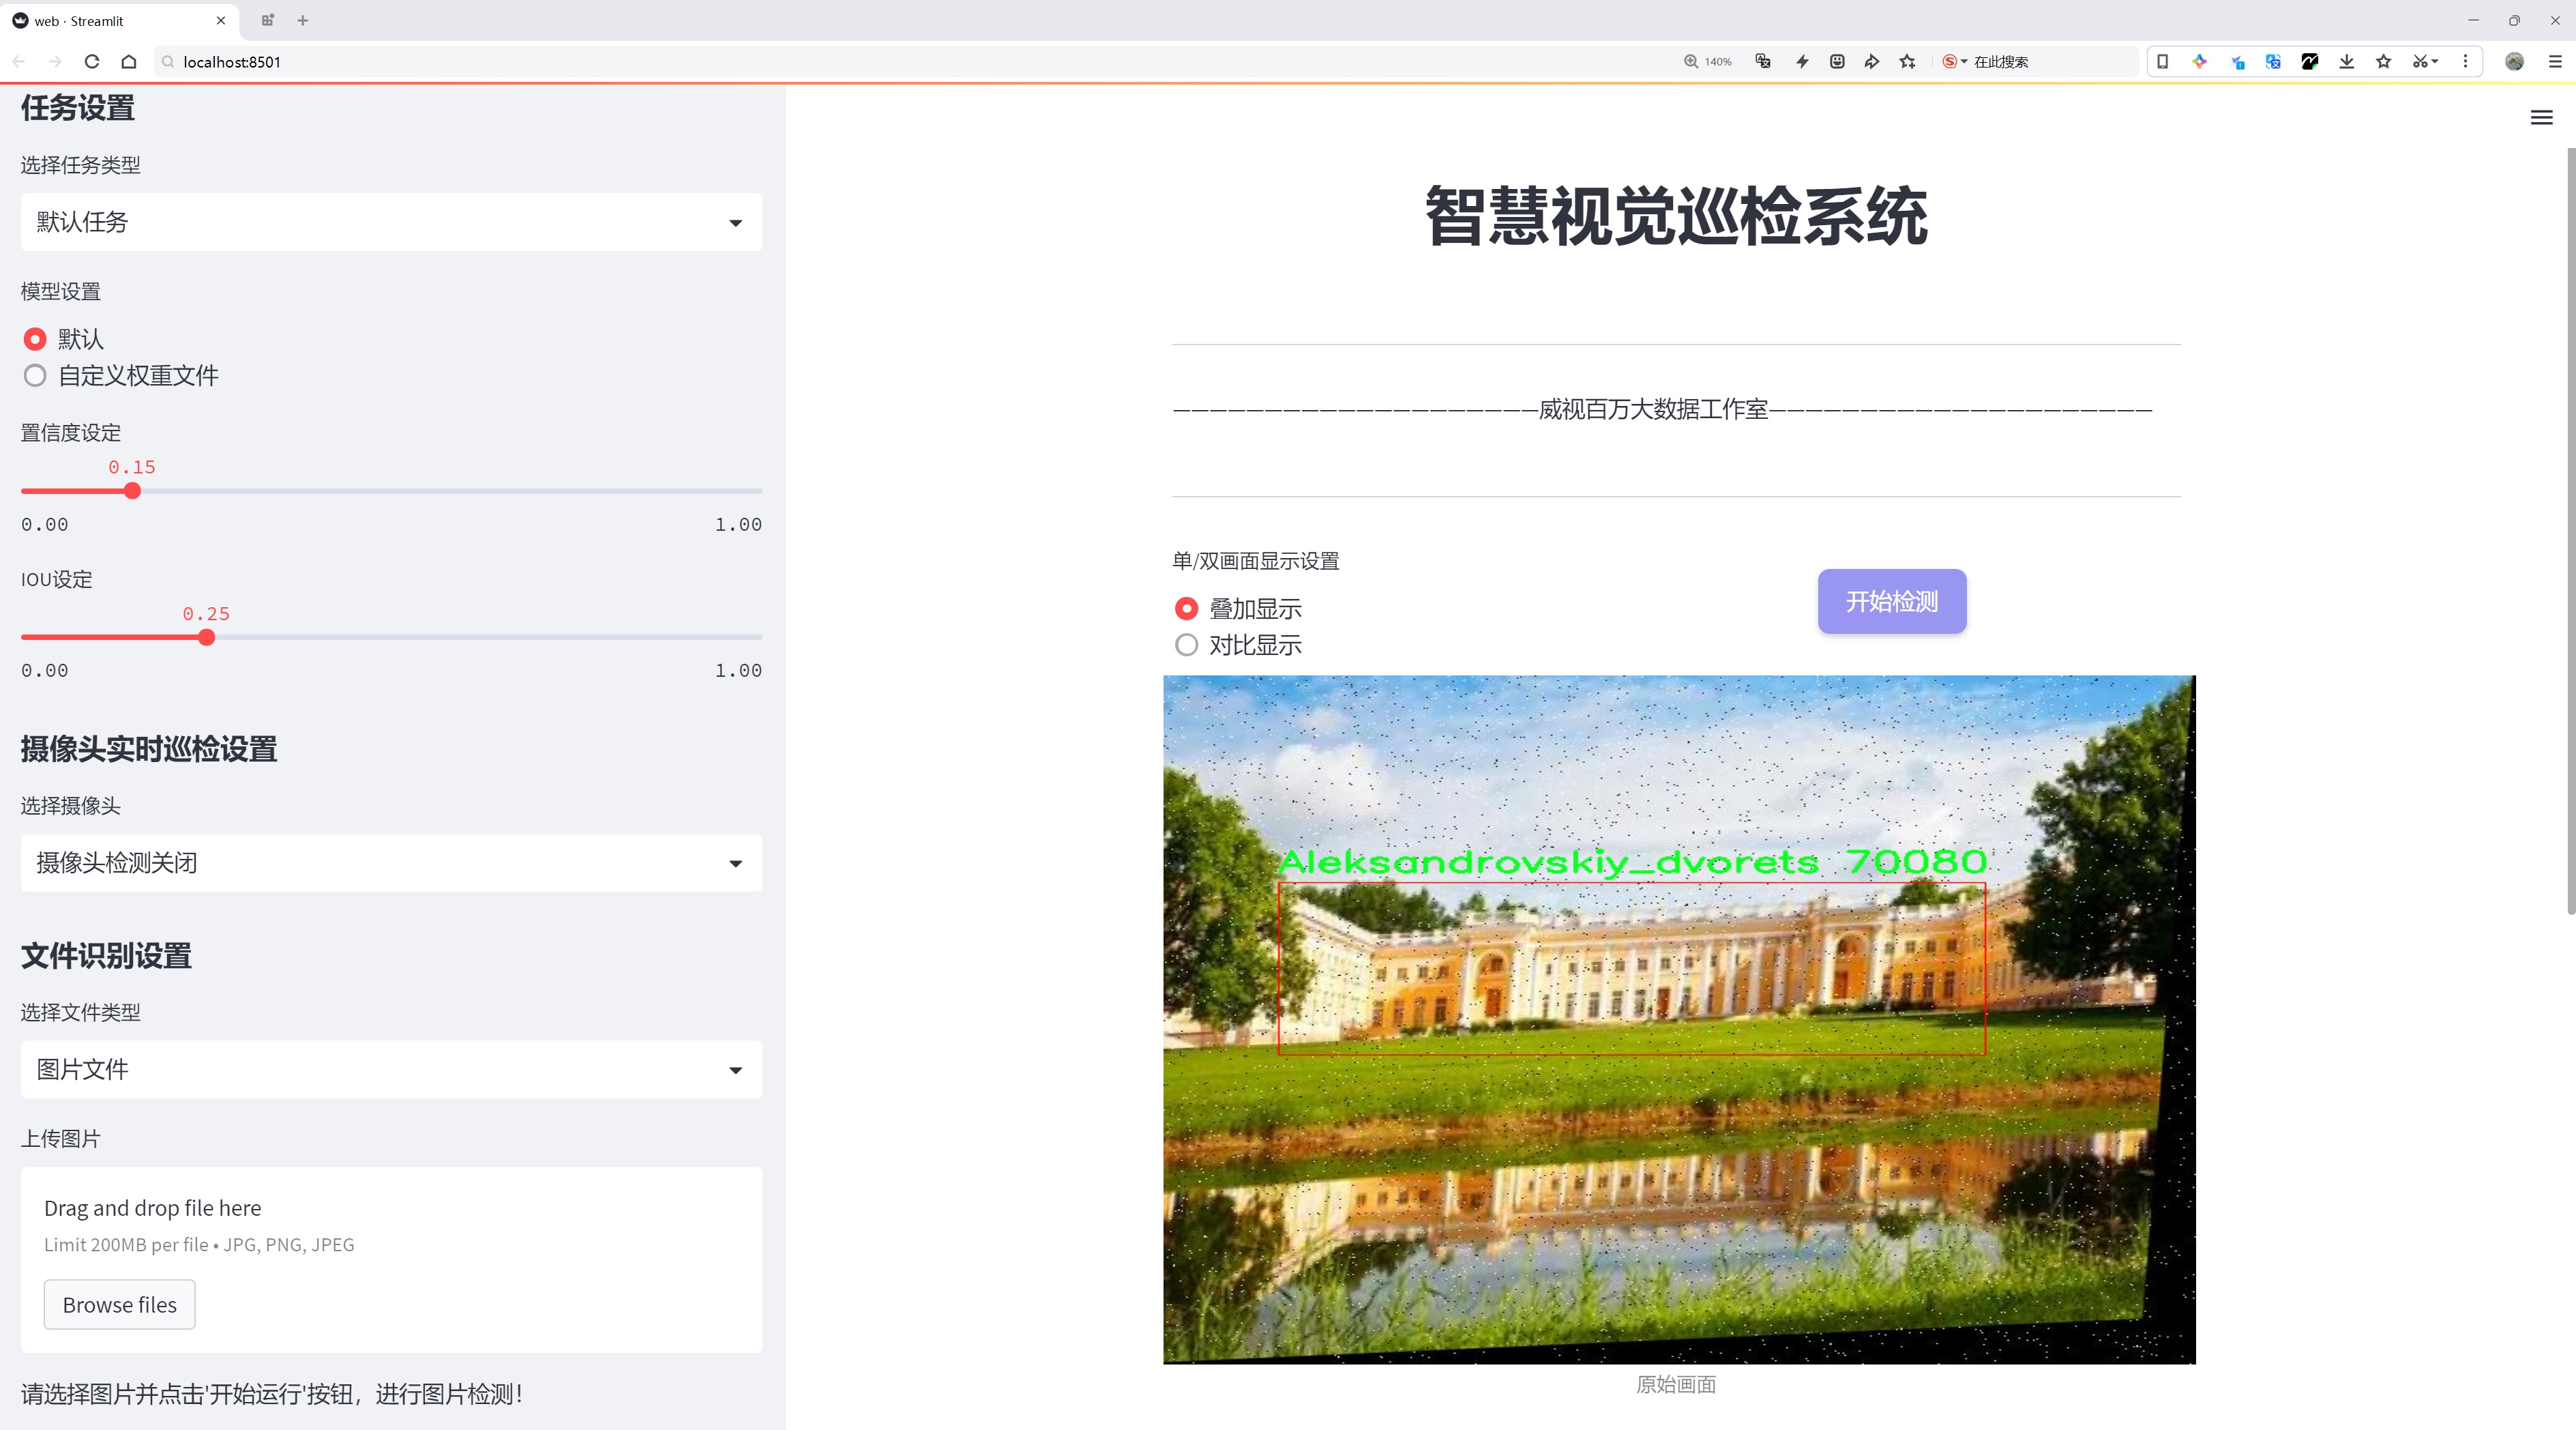 web · Streamlit
localhost:8501
140%
在此搜索
任务设置
选择任务类型
默认任务
模型设置
默认
自定义权重文件
置信度设定
0.15
0.00
1.00
IOU设定
0.25
0.00
1.00
摄像头实时巡检设置
选择摄像头
摄像头检测关闭
文件识别设置
选择文件类型
图片文件
上传图片
Drag and drop file here
Limit 200MB per file • JPG, PNG, JPEG
Browse files
请选择图片并点击'开始运行'按钮，进行图片检测！
智慧视觉巡检系统
————————————————————威视百万大数据工作室—————————————————————
单/双画面显示设置
叠加显示
对比显示
开始检测
Aleksandrovskiy_dvorets 70080
原始画面